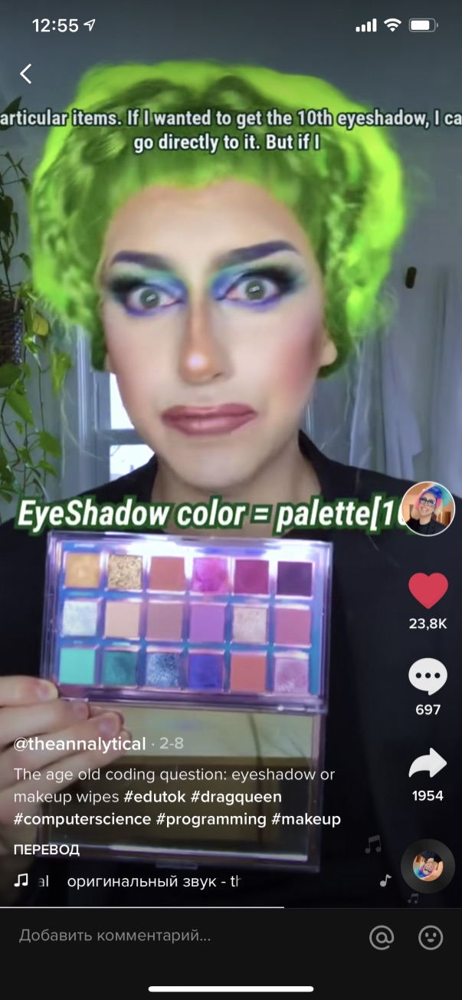 12:55
articular items. If I wanted to get the 10th eyeshadow, I ca
go directly to it. But if I
EyeShadow color = palette[1
23,8K
697
@theannalytical · 2-8
The age old coding question: eyeshadow or
makeup wipes #edutok #dragqueen
#computerscience #programming #makeup
1954
ПЕРЕВОД
al оригинальный звук - th
Добавить комментарий...